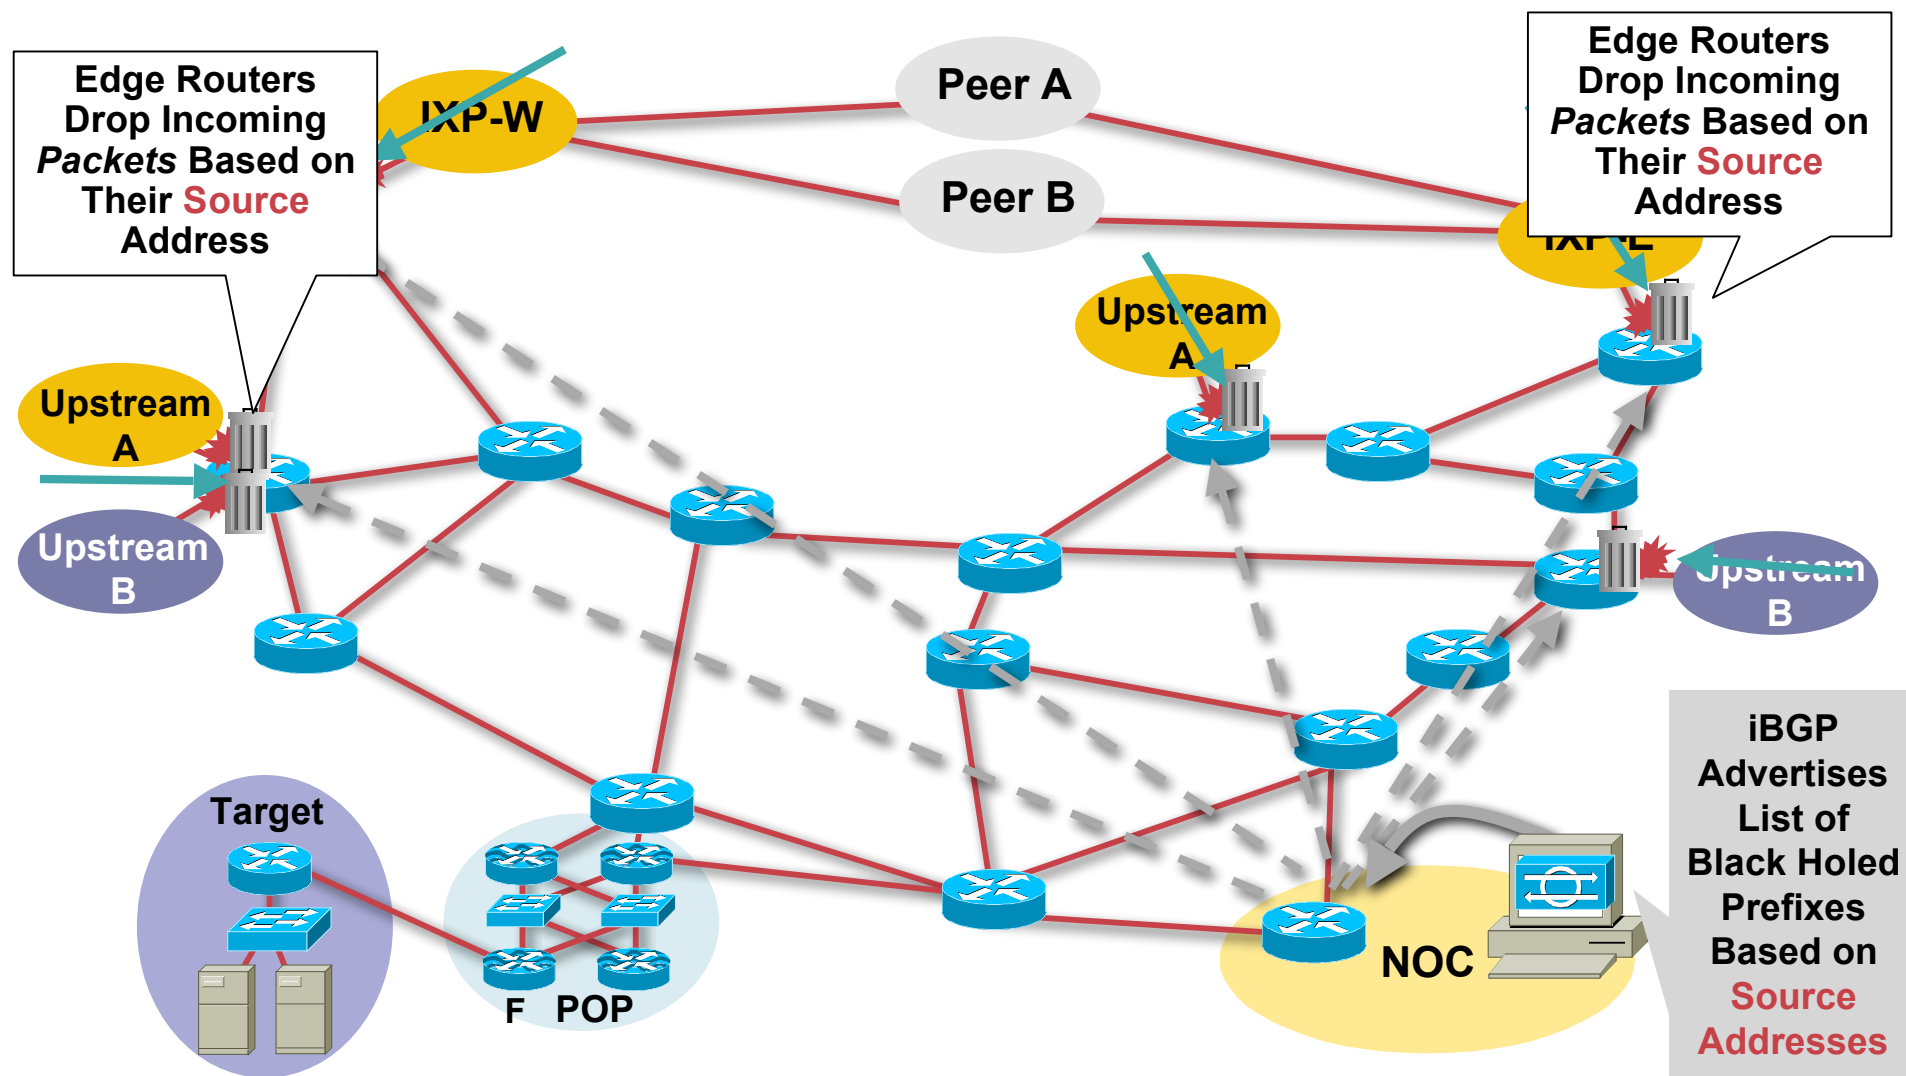 Edge Routers
Drop Incoming
Packets Based on
Their Source
Address
IXP-W
Peer A
Peer B
Edge Routers
Drop Incoming
Packets Based on
Their Source
Address
IXP-E
Upstream
A
Upstream
A
Upstream
B
Upstream
B
Target
F
POP
NOC
iBGP
Advertises
List of
Black Holed
Prefixes
Based on
Source
Addresses